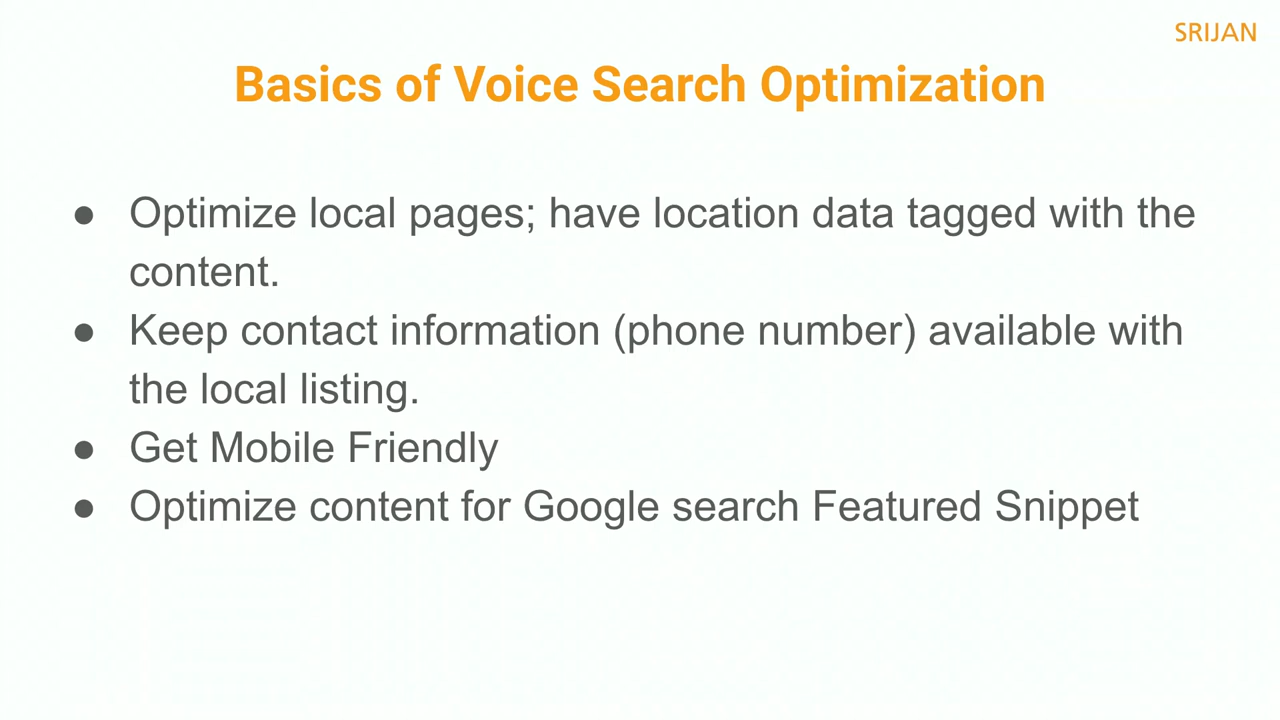 SRIJAN
Basics of Voice Search Optimization
● Optimize local pages; have location data tagged with the
content.
● Keep contact information (phone number) available with
the local listing.
● Get Mobile Friendly
● Optimize content for Google search Featured Snippet